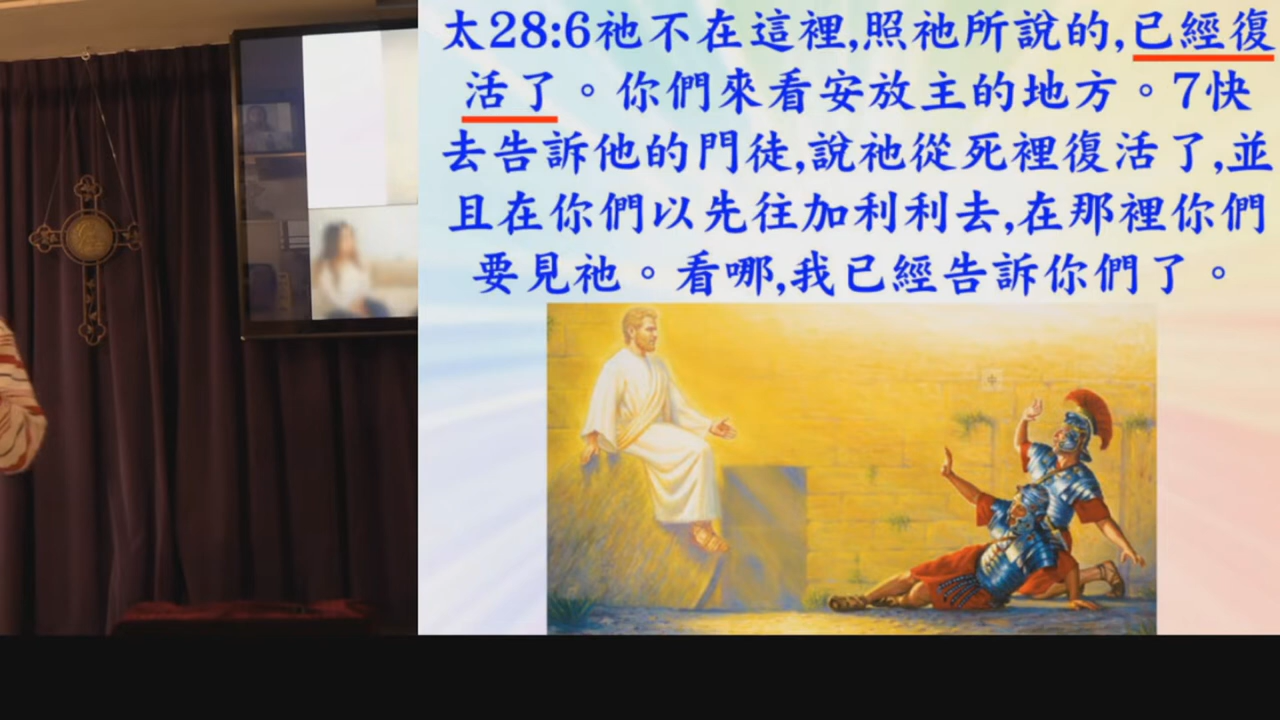 太28:6祂不在這裡,照祂所說的,已經復
活了。你們來看安放主的地方。7快
去告訴他的門徒,說祂從死裡復活了,並
且在你們以先往加利利去,在那裡你們
要見祂。看哪,我已經告訴你們了。